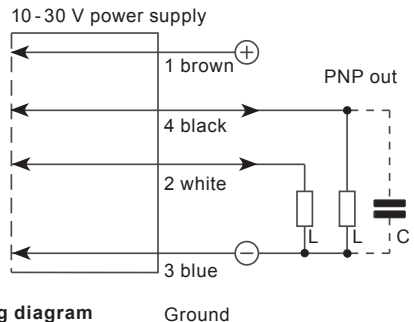 10-30 V power supply
1 brown
PNP out
4 black
2 white
L
L
C
3 blue
g diagram
Ground